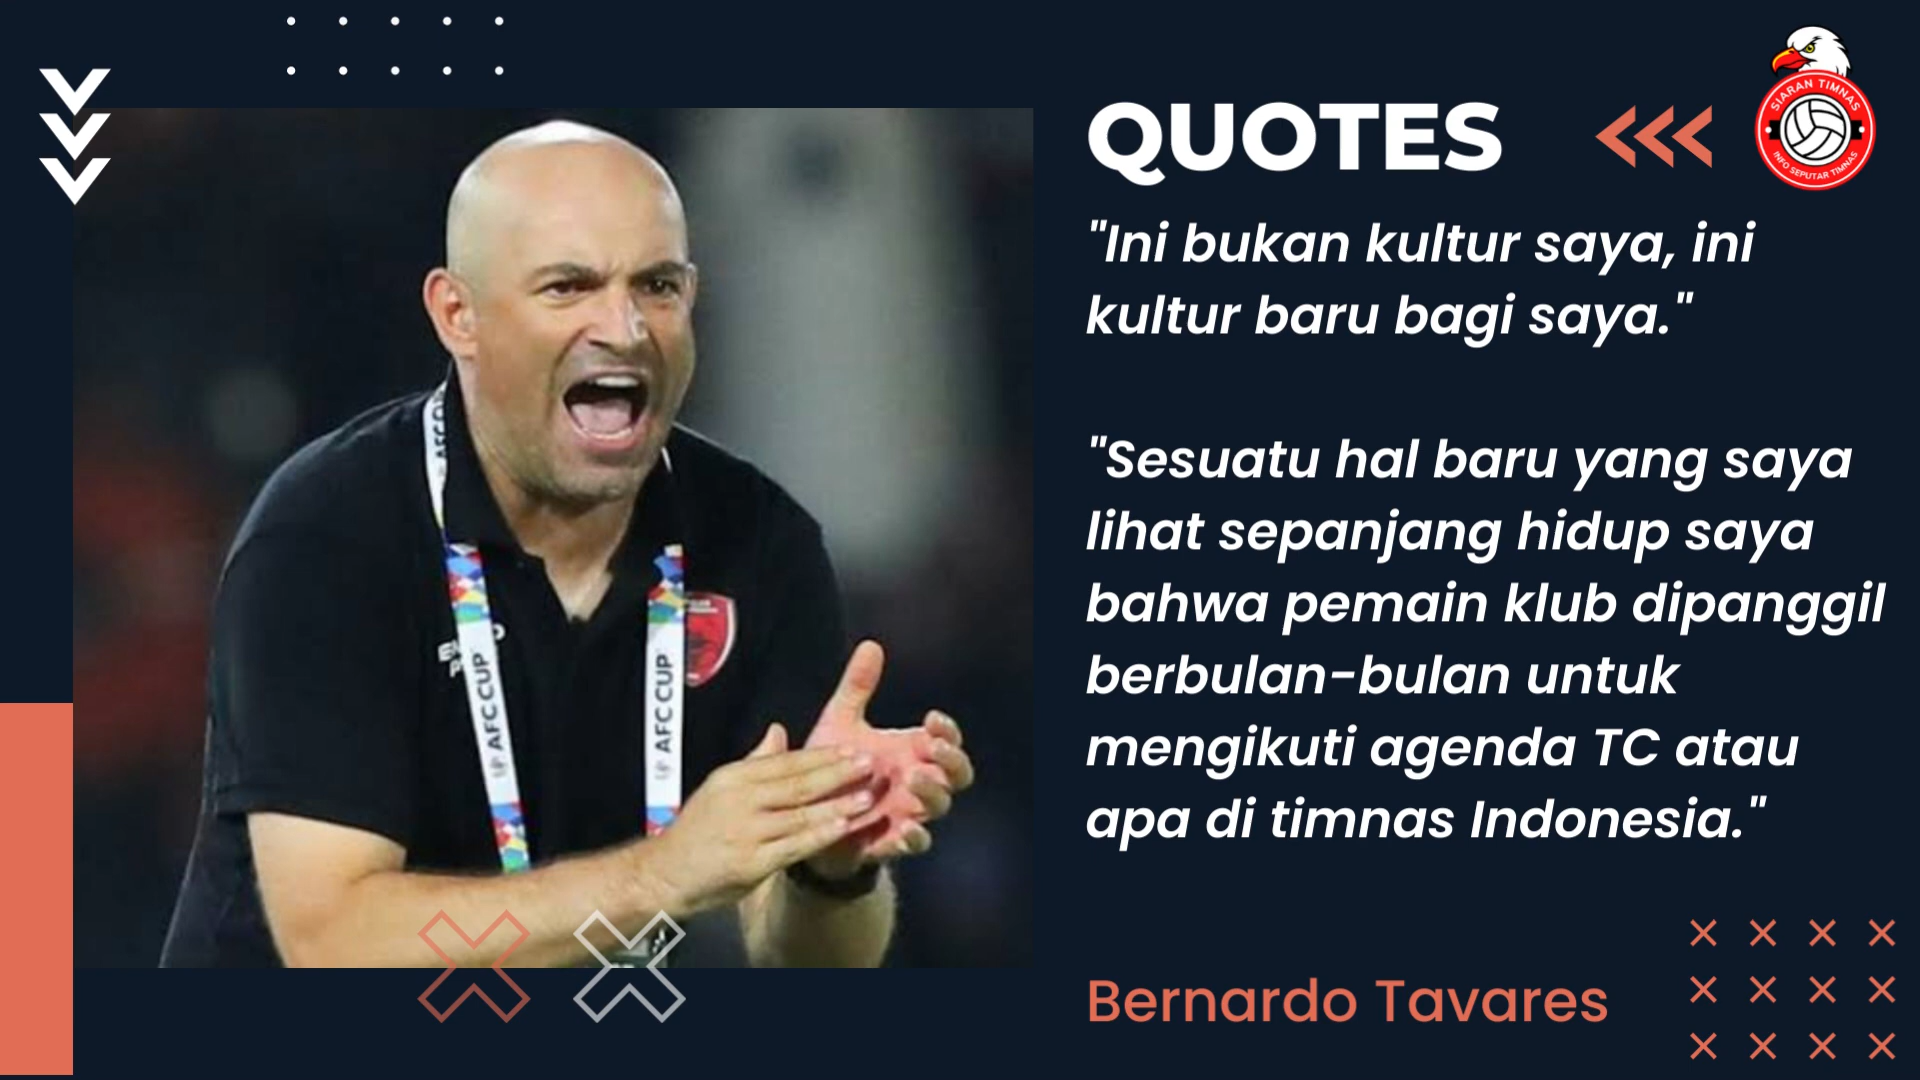 QUOTES
SIARAN TIMNAS
INFO SEPUTAR TIMNAS
"Ini bukan kultur saya, ini
kultur baru bagi saya."
"Sesuatu hal baru yang saya
lihat sepanjang hidup saya
bahwa pemain klub dipanggil
berbulan-bulan untuk
mengikuti agenda TC atau
apa di timnas Indonesia."
Bernardo Tavares
AFC CUP
AFC CUP